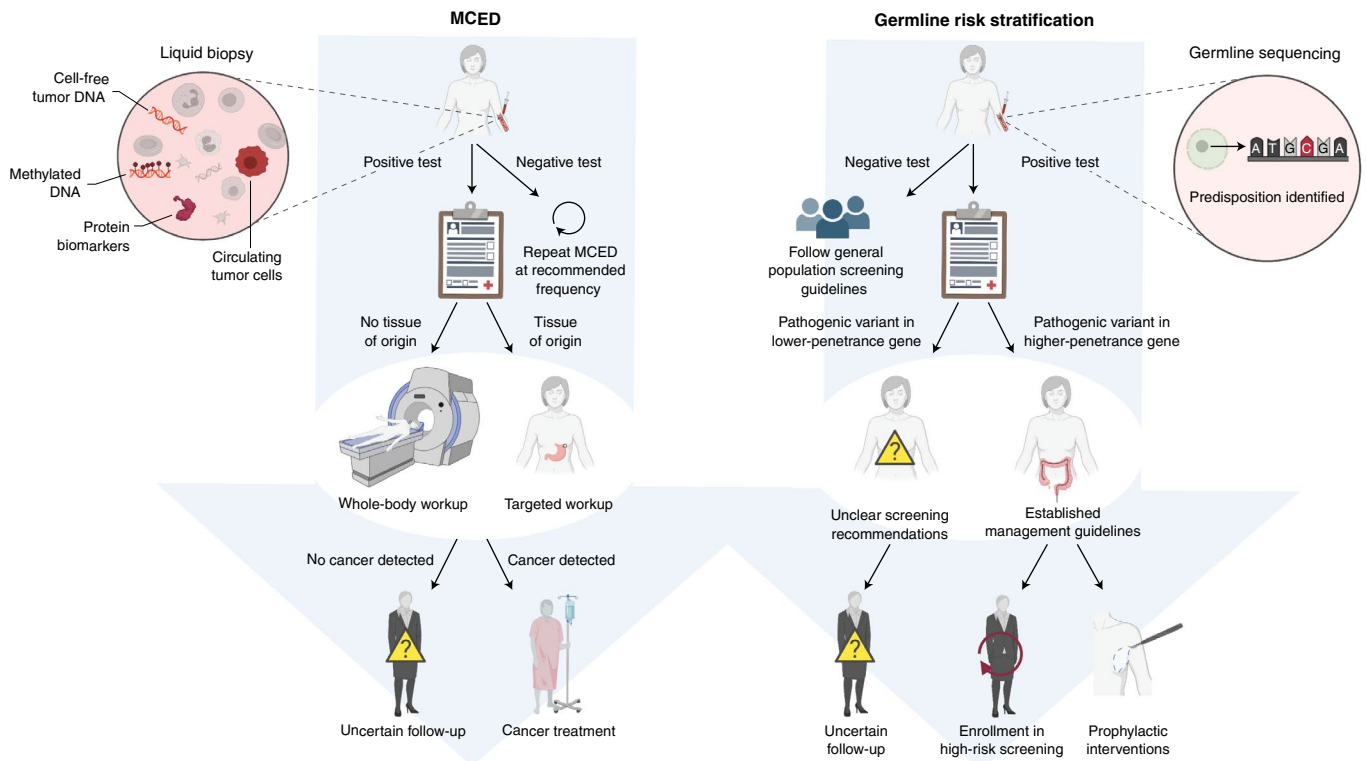 MCED
Liquid biopsy
Cell-free
tumor DNA
Methylated
DNA
Protein
biomarkers
Circulating
tumor cells
Positive test
Negative test
Repeat MCED
at recommended
frequency
No tissue
of origin
Tissue
of origin
Whole-body workup
Targeted workup
No cancer detected
Cancer detected
?
Uncertain follow-up
Cancer treatment
Germline risk stratification
Germline sequencing
A T G C G A
Predisposition identified
Negative test
Positive test
Follow general
population screening
guidelines
Pathogenic variant in
lower-penetrance gene
Pathogenic variant in
higher-penetrance gene
?
Unclear screening
recommendations
Established
management guidelines
?
Uncertain
follow-up
Enrollment in
high-risk screening
Prophylactic
interventions